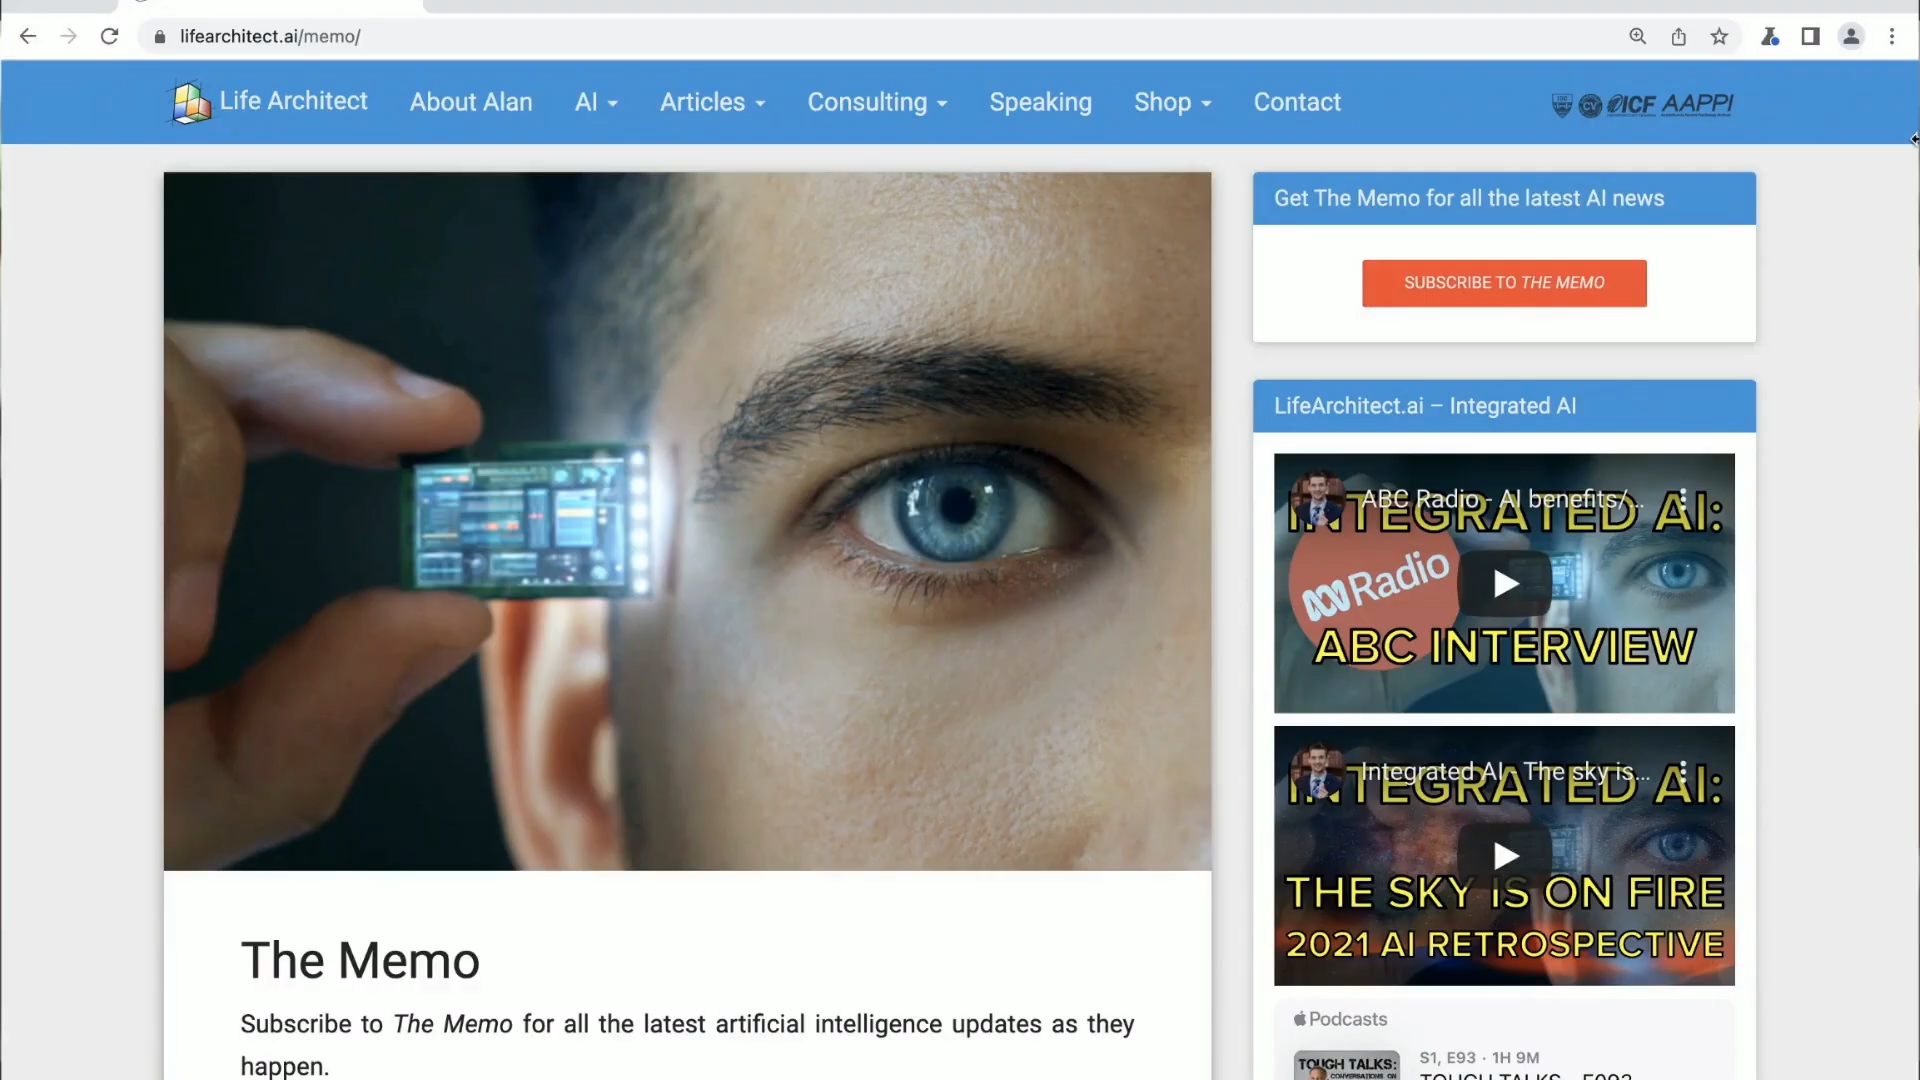 lifearchitect.ai/memo/
Life Architect
About Alan
AI
Articles
Consulting
Speaking
Shop
Contact
ICF AAPPI
Get The Memo for all the latest AI news
SUBSCRIBE TO THE MEMO
LifeArchitect.ai – Integrated AI
ABC Radio - AI benefits/...
INTEGRATED AI:
Radio
ABC INTERVIEW
Integrated AI - The sky is...
INTEGRATED AI:
THE SKY IS ON FIRE
2021 AI RETROSPECTIVE
The Memo
Subscribe to The Memo for all the latest artificial intelligence updates as they
happen.
Podcasts
TOUGH TALKS:
S1, E93 · 1H 9M
TOUGH TALKS – E093